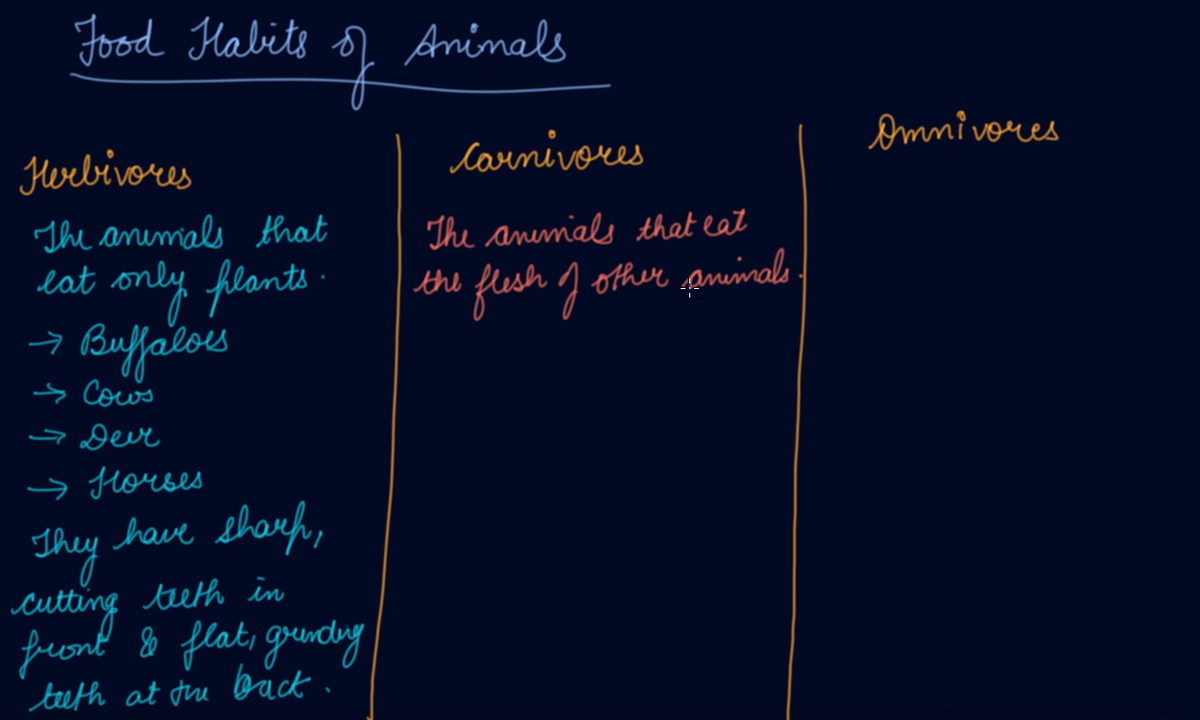 Food Habits of Animals
Herbivores
The animals that
eat only plants.
→ Buffaloes
→ Cows
→ Deer
→ Horses
They have sharp,
cutting teeth in
front & flat, grinding
teeth at the back.
Carnivores
The animals that eat
the flesh of other animals.
Omnivores